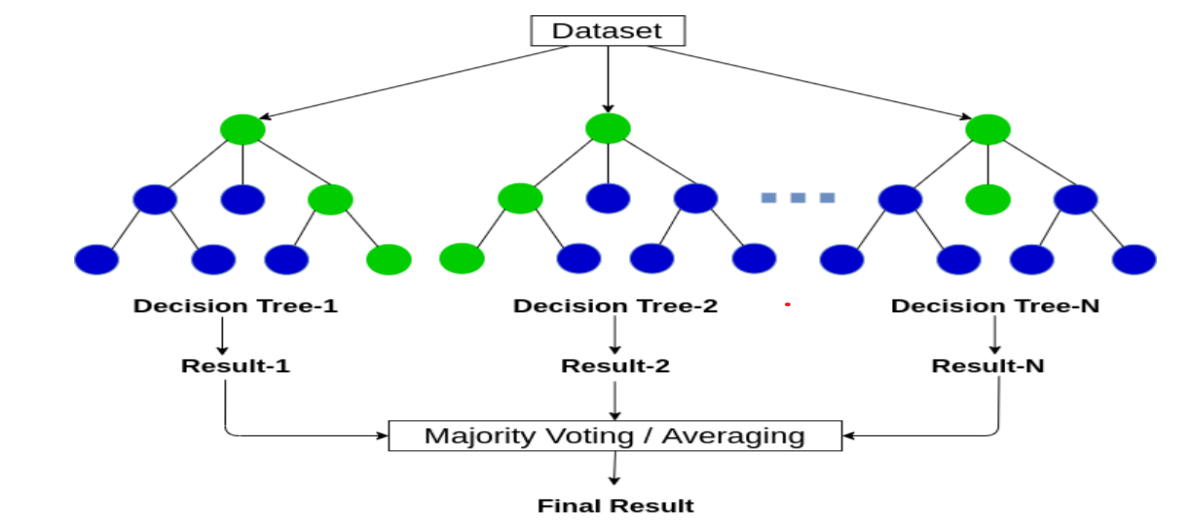 Dataset
Decision Tree-1
Decision Tree-2
Decision Tree-N
Result-1
Result-2
Result-N
Majority Voting / Averaging
Final Result